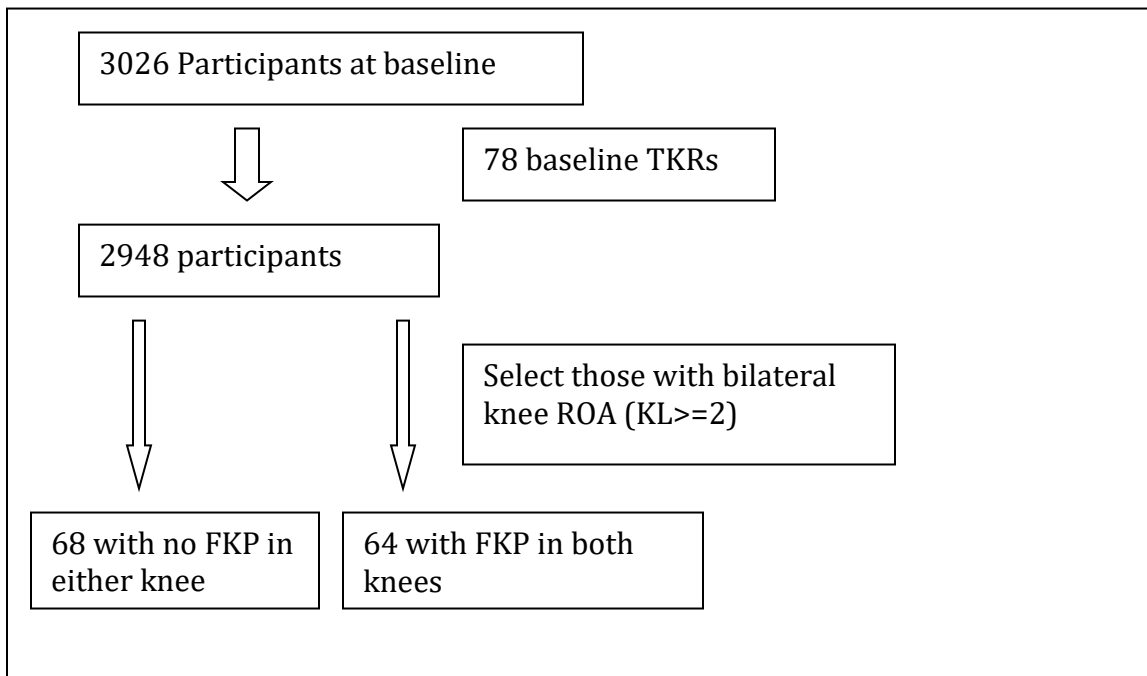 3026 Participants at baseline
78 baseline TKRs
2948 participants
Select those with bilateral
knee ROA (KL>=2)
68 with no FKP in
either knee
64 with FKP in both
knees